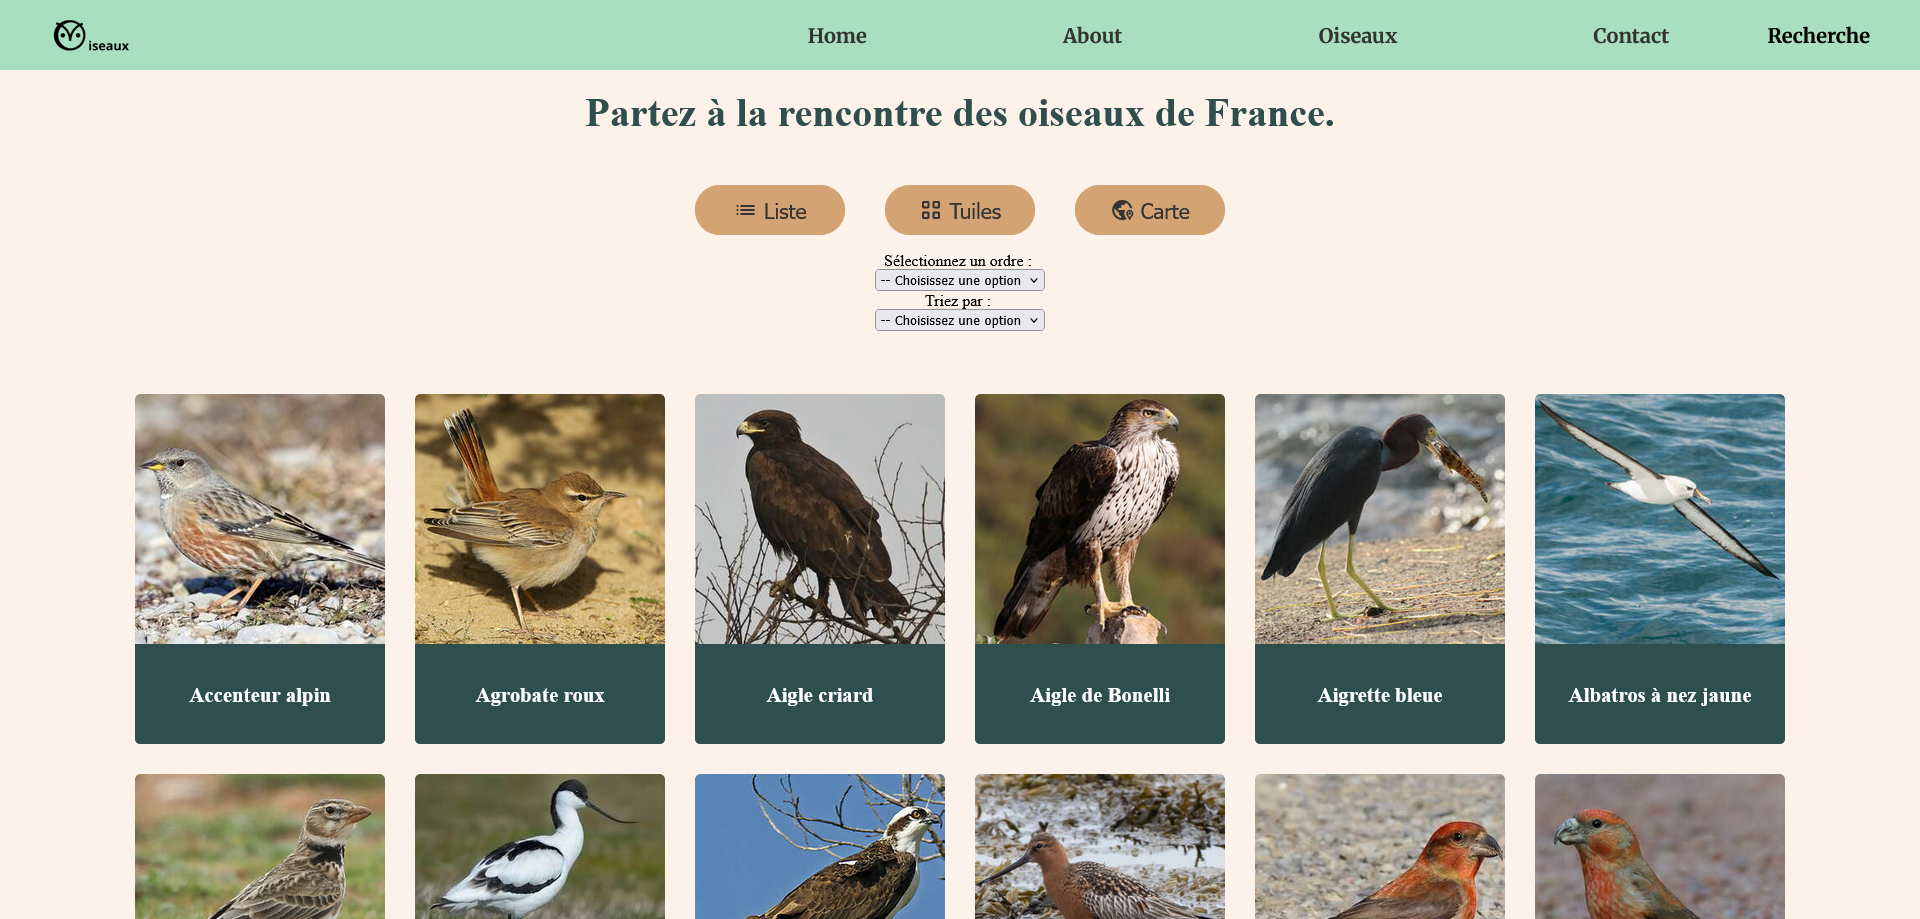 iseaux
Home
About
Oiseaux
Contact
Recherche
Partez à la rencontre des oiseaux de France.
Liste
Tuiles
Carte
Sélectionnez un ordre :
-- Choisissez une option
Triez par :
-- Choisissez une option
Accenteur alpin
Agrobate roux
Aigle criard
Aigle de Bonelli
Aigrette bleue
Albatros à nez jaune